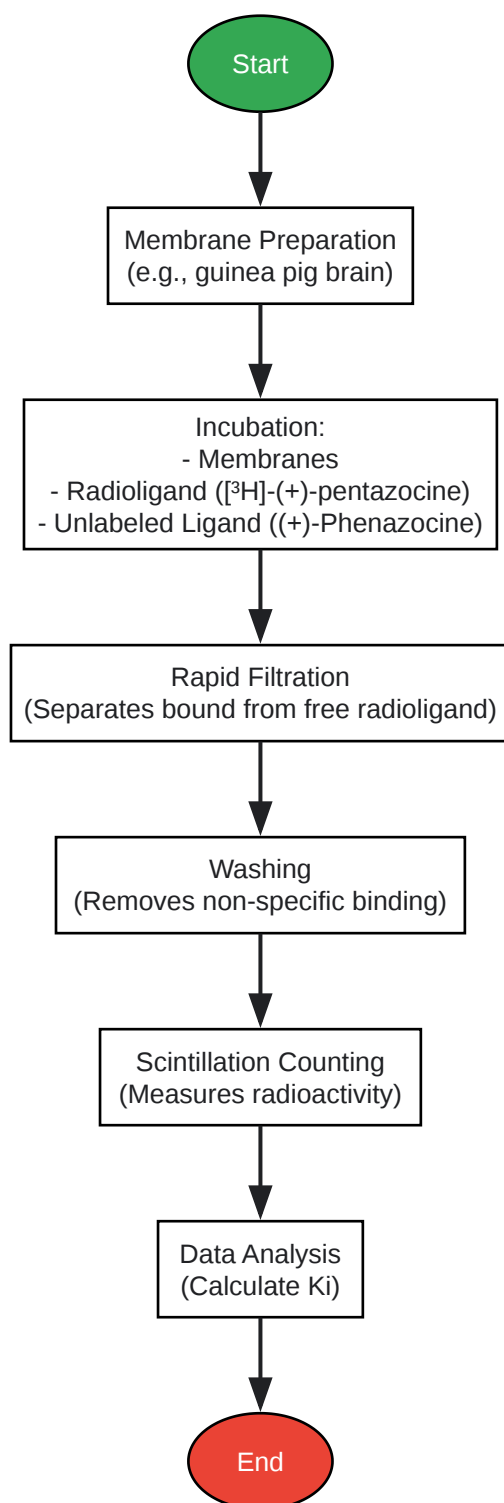 Start
Membrane Preparation
(e.g., guinea pig brain)
Incubation:
- Membranes
- Radioligand ([³H]-(+)-pentazocine)
- Unlabeled Ligand ((+)-Phenazocine)
Rapid Filtration
(Separates bound from free radioligand)
Washing
(Removes non-specific binding)
Scintillation Counting
(Measures radioactivity)
Data Analysis
(Calculate Ki)
End